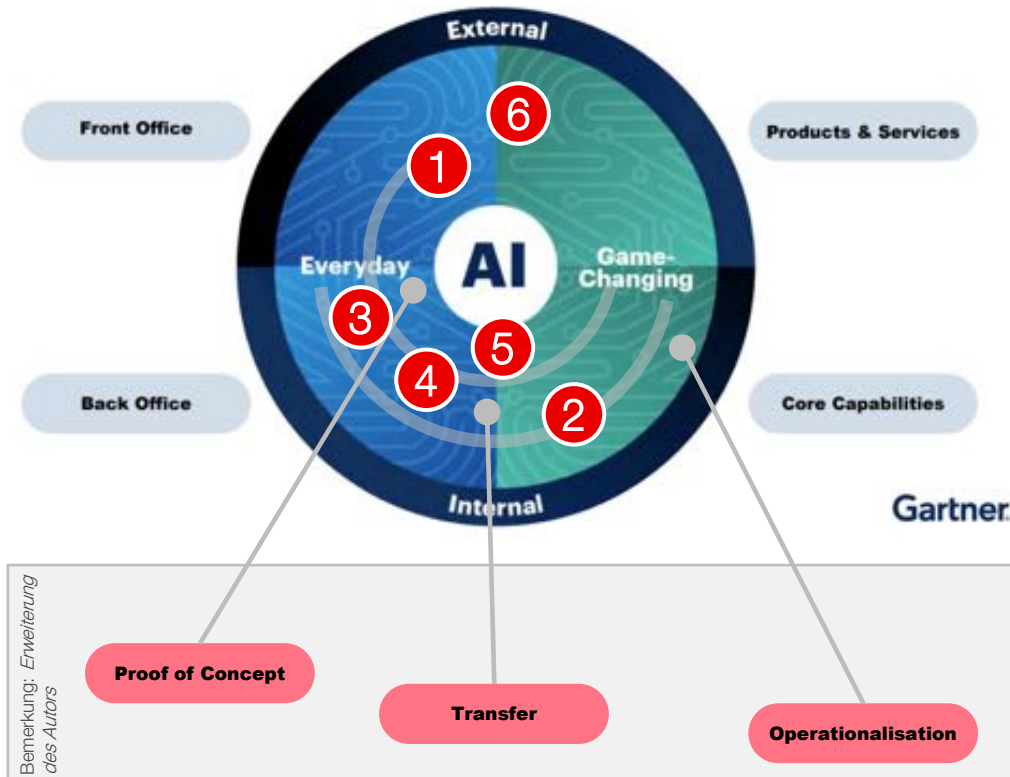 External
Front Office
6
Products & Services
1
Everyday
AI
Game-
Changing
3
5
4
2
Back Office
Core Capabilities
Internal
Gartner
Bemerkung: Erweiterung
des Autors
Proof of Concept
Transfer
Operationalisation